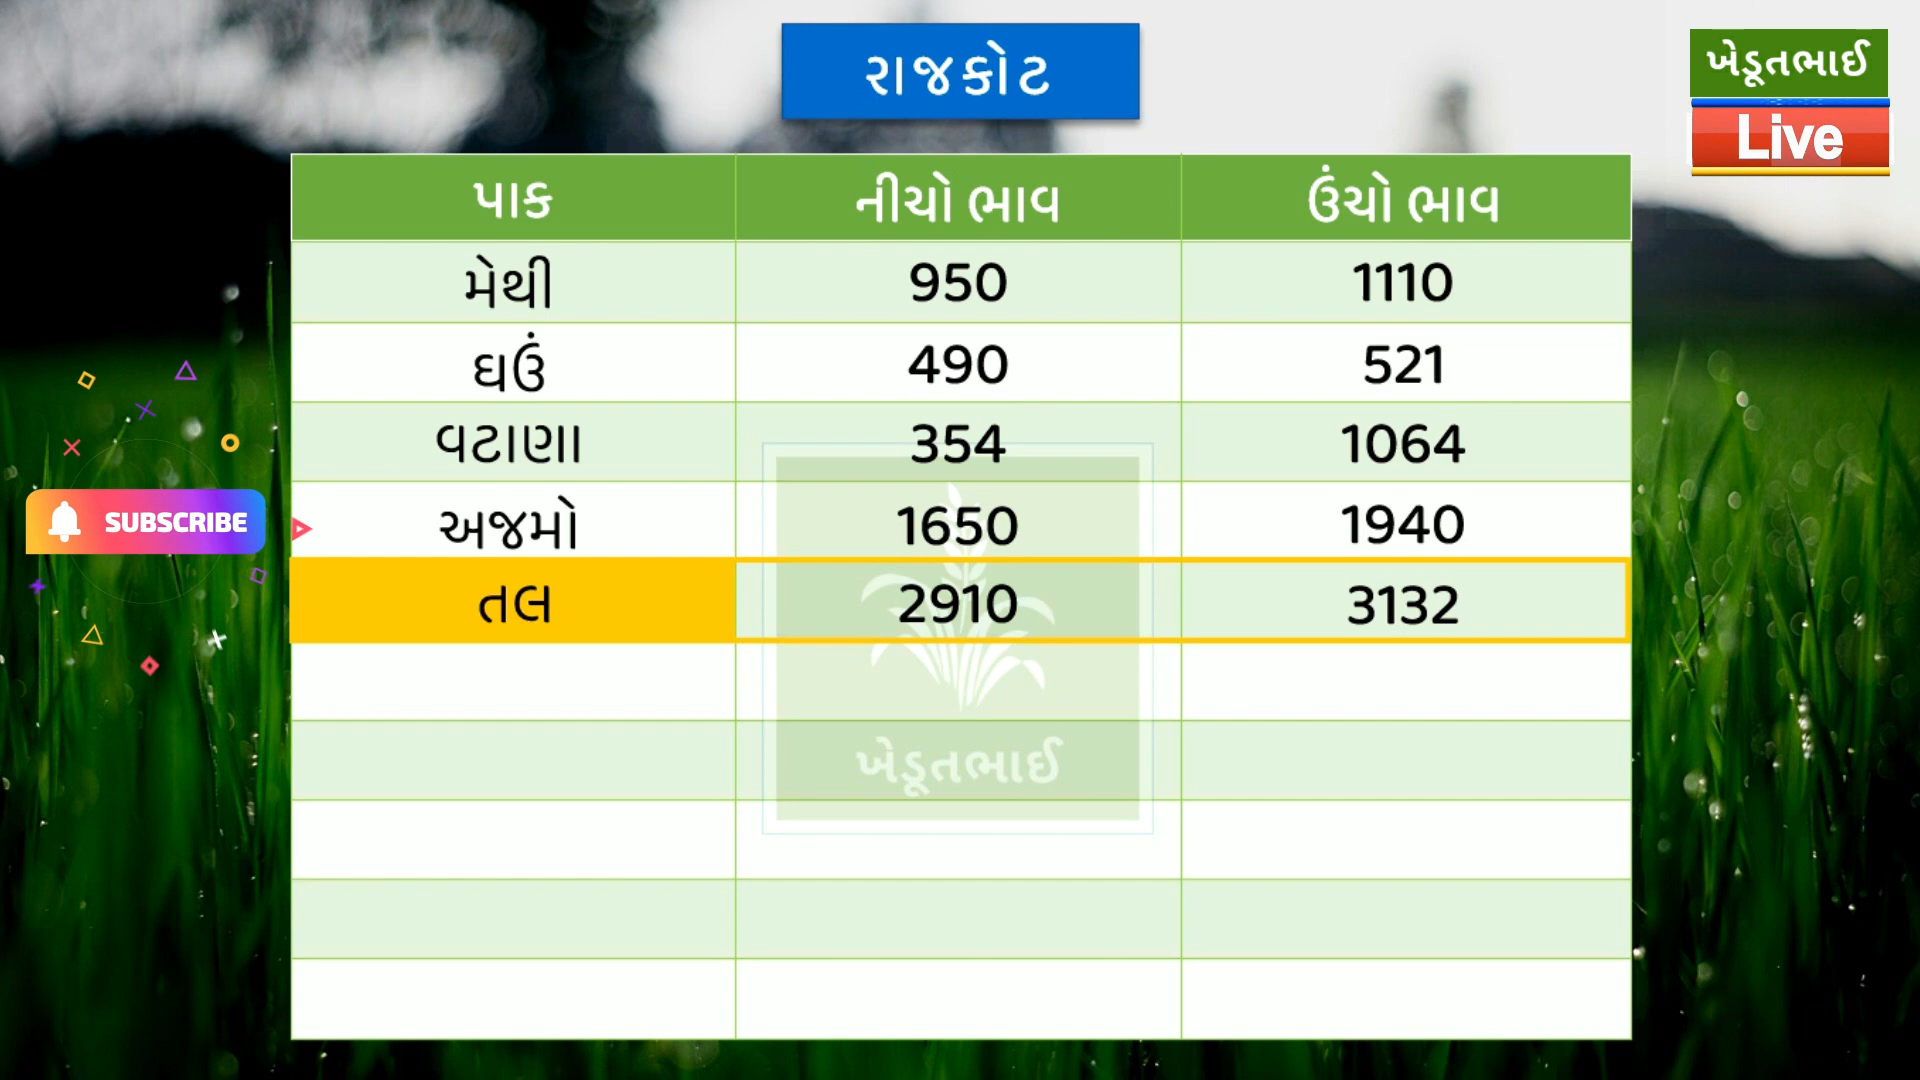 રાજકોટ
ખેડૂતભાઈ
Live
પાક નીચો ભાવ ઉંચો ભાવ
મેથી 950 1110
ઘઉં 490 521
વટાણા 354 1064
અજમો 1650 1940
તલ 2910 3132
SUBSCRIBE
ખેડૂતભાઈ